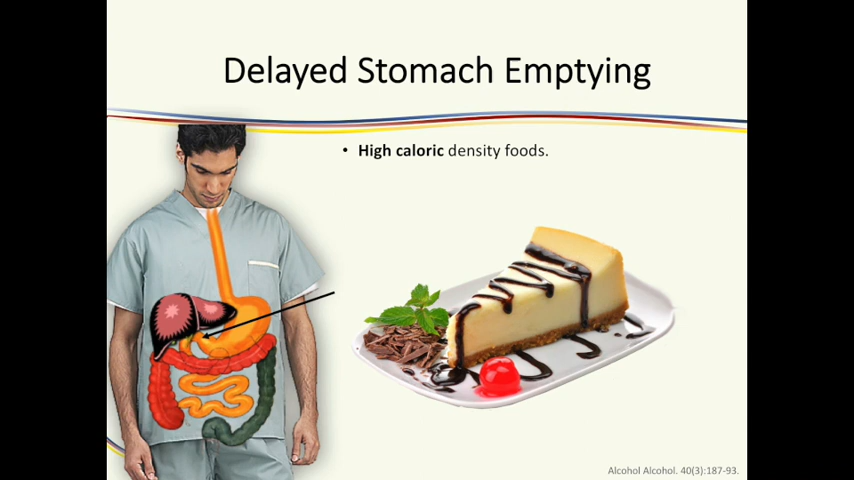 Delayed Stomach Emptying
• High caloric density foods.
Alcohol Alcohol. 40(3):187-93.